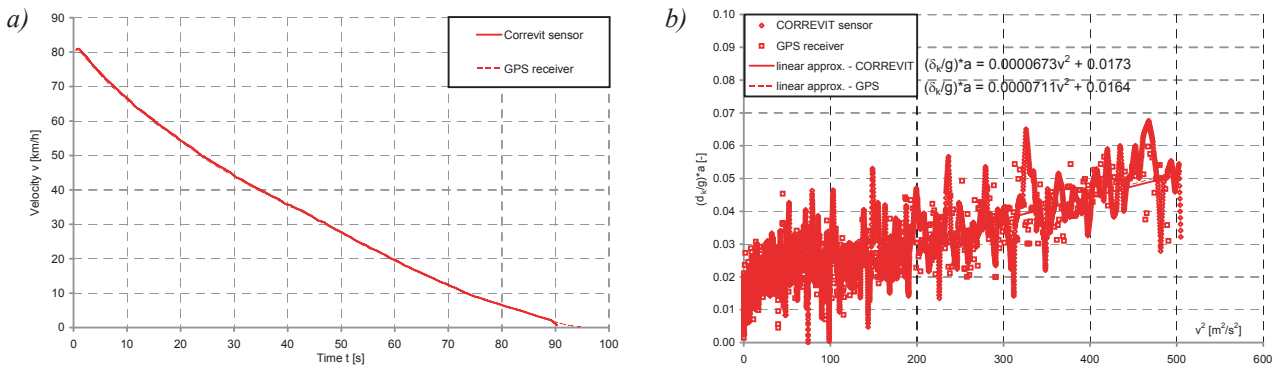 a)
90
80
70
60
50
40
30
20
10
0
Velocity v [km/h]
Correvit sensor
GPS receiver
0 10 20 30 40 50 60 70 80 90 100
Time t [s]
b)
0.10
0.09
0.08
0.07
0.06
0.05
0.04
0.03
0.02
0.01
0.00
(d_k/g)*a [-]
CORREVIT sensor
GPS receiver
linear approx. - CORREVIT
linear approx. - GPS
(δ_k/g)*a = 0.0000673v² + 0.0173
(δ_k/g)*a = 0.0000711v² + 0.0164
v² [m²/s²]
0 100 200 300 400 500 600